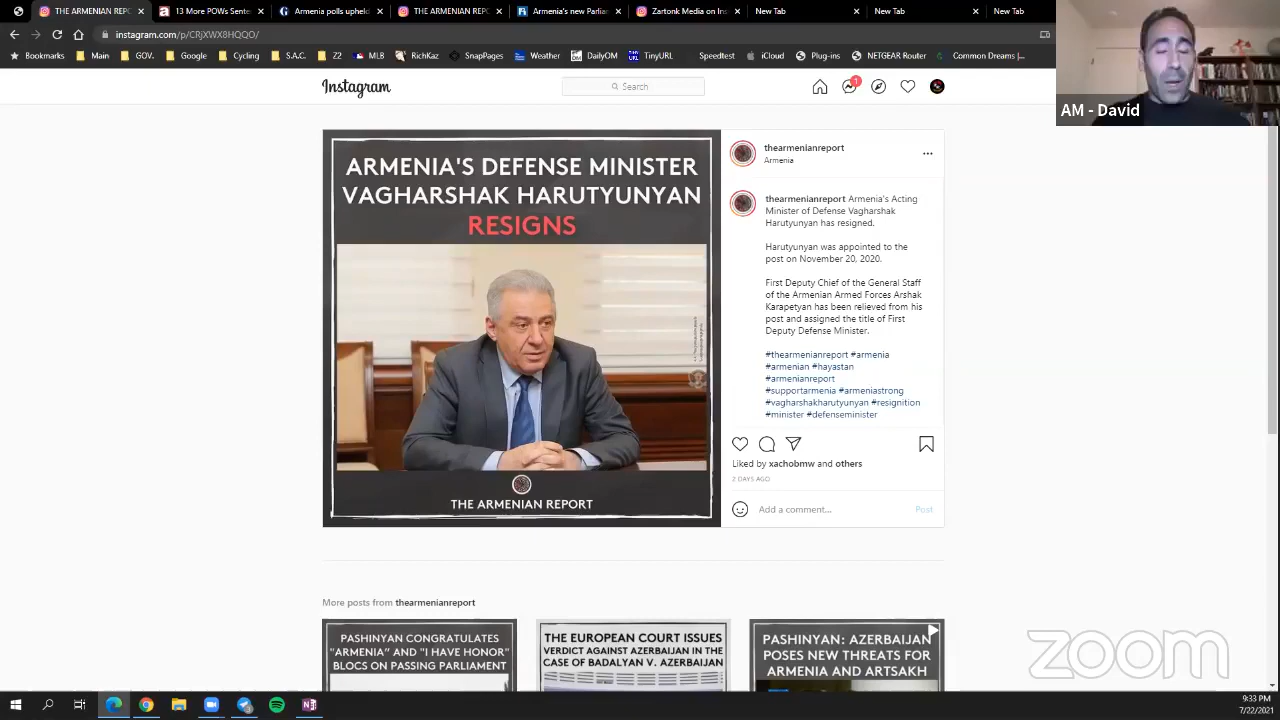 THE ARMENIAN REPO
13 More POWs Sente
Armenia polls upheld
THE ARMENIAN REPO
Armenia's new Parlian
Zartonk Media on Ins
New Tab
New Tab
New Tab
instagram.com/p/CRjXWX8HQQO/
Bookmarks
Main
GOV.
Weather Related
Cycling
S.A.C.
Z2
MLB
RichKaz
SnapPages
Weather
DailyOM
TinyURL
Speedtest
iCloud
Plug-ins
NETGEAR Router
Common Dreams |...
AM - David
Instagram
Search
1
ARMENIA'S DEFENSE MINISTER
VAGHARSHAK HARUTYUNYAN
RESIGNS
THE ARMENIAN REPORT
thearmenianreport
Armenia
thearmenianreport Armenia's Acting
Minister of Defense Vagharshak
Harutyunyan has resigned.
Harutyunyan was appointed to the
post on November 20, 2020.
First Deputy Chief of the General Staff
of the Armenian Armed Forces Arshak
Karapetyan has been relieved from his
post and assigned the title of First
Deputy Defense Minister.
#thearmenianreport #armenia
#armenian #hayastan
#armenianreport
#supportarmenia #armeniastrong
#vagharshakharutyunyan #resignition
#minister #defenseminister
Liked by xachobmw and others
2 DAYS AGO
Add a comment...
Post
More posts from thearmenianreport
PASHINYAN CONGRATULATES
"ARMENIA" AND "I HAVE HONOR"
BLOCS ON PASSING PARLIAMENT
THE EUROPEAN COURT ISSUES
VERDICT AGAINST AZERBAIJAN IN THE
CASE OF BADALYAN V. AZERBAIJAN
PASHINYAN: AZERBAIJAN
POSES NEW THREATS FOR
ARMENIA AND ARTSAKH
zoom
9:33 PM
7/22/2021